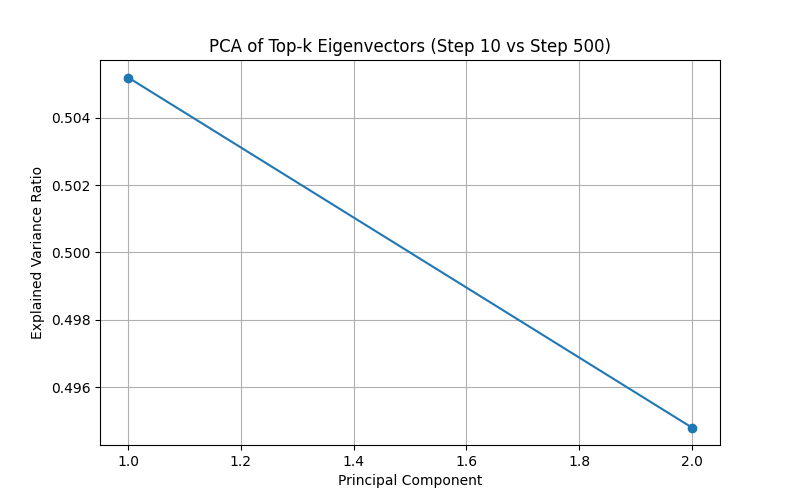 PCA of Top-k Eigenvectors (Step 10 vs Step 500)
Explained Variance Ratio
0.504
0.502
0.500
0.498
0.496
1.0 1.2 1.4 1.6 1.8 2.0
Principal Component